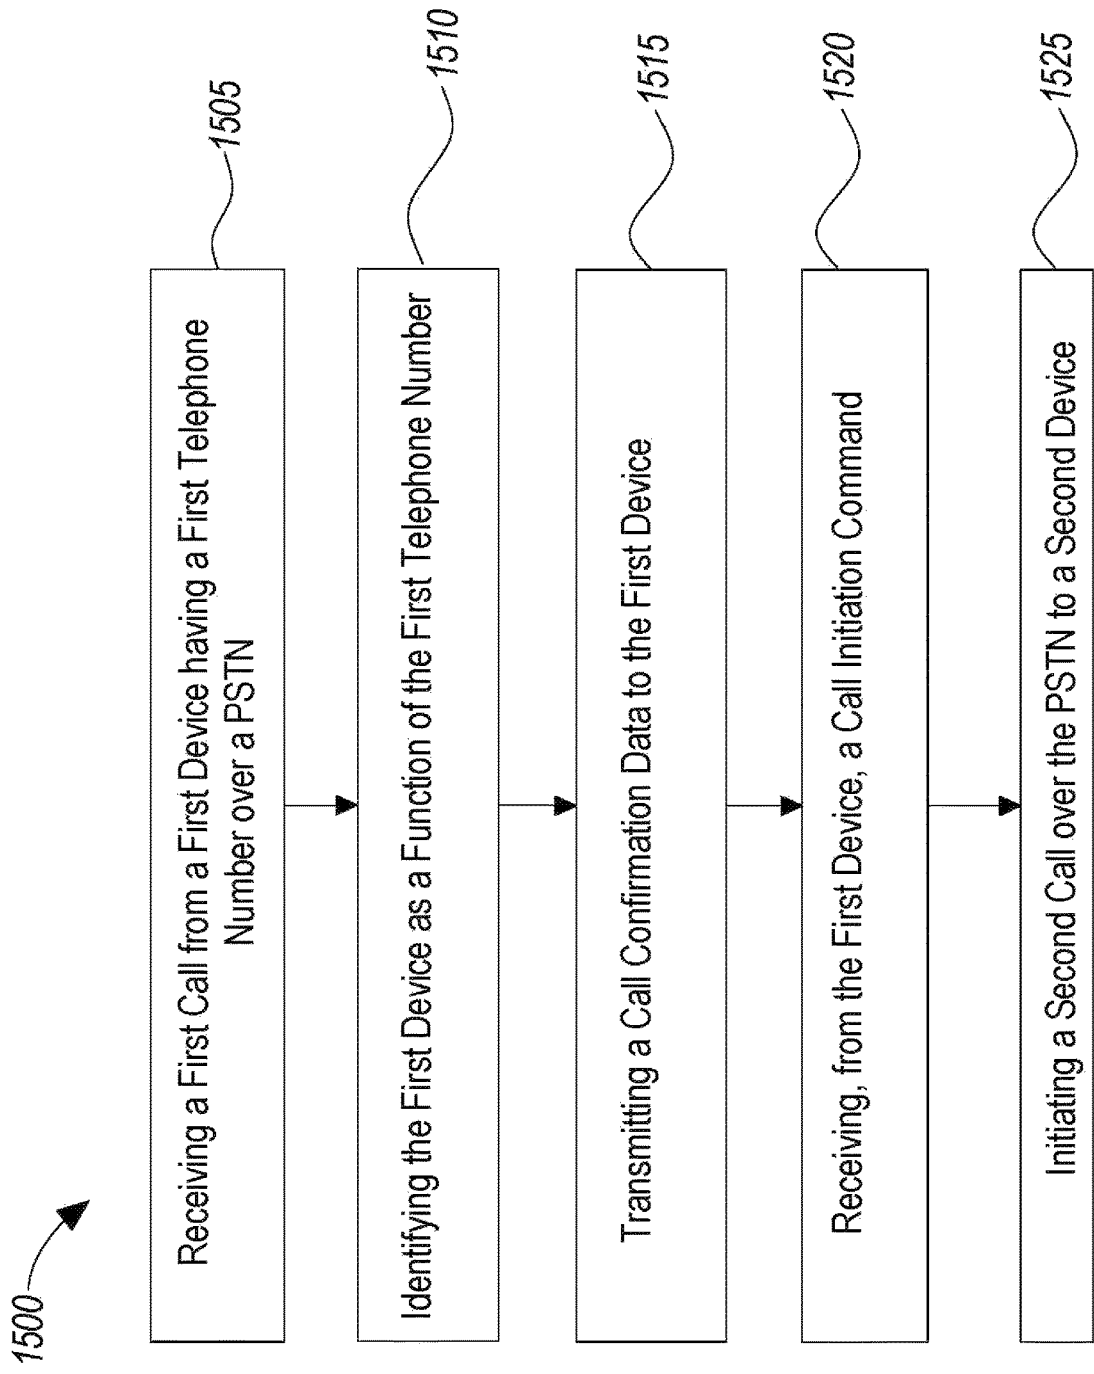 1500
Receiving a First Call from a First Device having a First Telephone
Number over a PSTN
1505
Identifying the First Device as a Function of the First Telephone Number
1510
Transmitting a Call Confirmation Data to the First Device
1515
Receiving, from the First Device, a Call Initiation Command
1520
Initiating a Second Call over the PSTN to a Second Device
1525